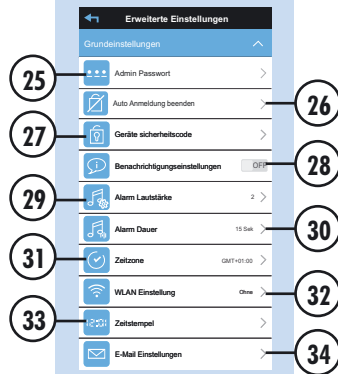 Erweiterte Einstellungen
Grundeinstellungen
25 Admin Passwort
Auto Anmeldung beenden 26
27 Geräte sicherheitscode
Benachrichtigungseinstellungen OFF 28
29 Alarm Lautstärke 2
Alarm Dauer 15 Sek 30
31 Zeitzone GMT+01:00
WLAN Einstellung Ohne 32
33 12:01 Zeitstempel
E-Mail Einstellungen 34